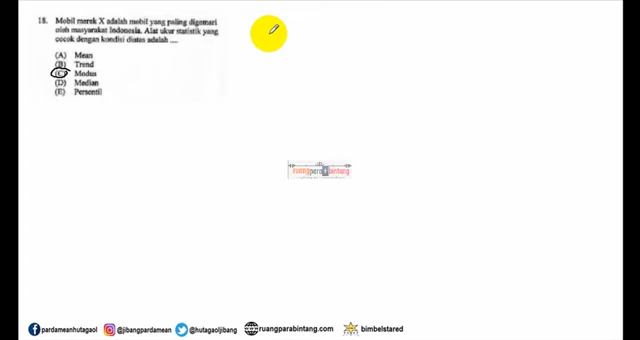 18. Mobil merek X adalah mobil yang paling digemari
oleh masyarakat Indonesia. Alat ukur statistik yang
cocok dengan kondisi diatas adalah ....
(A) Mean
(B) Trend
(C) Modus
(D) Median
(E) Persentil
ruangparabintang
pardameanhutagaol @jibangpardamean @hutagaoljibang ruangparabintang.com bimbelstared